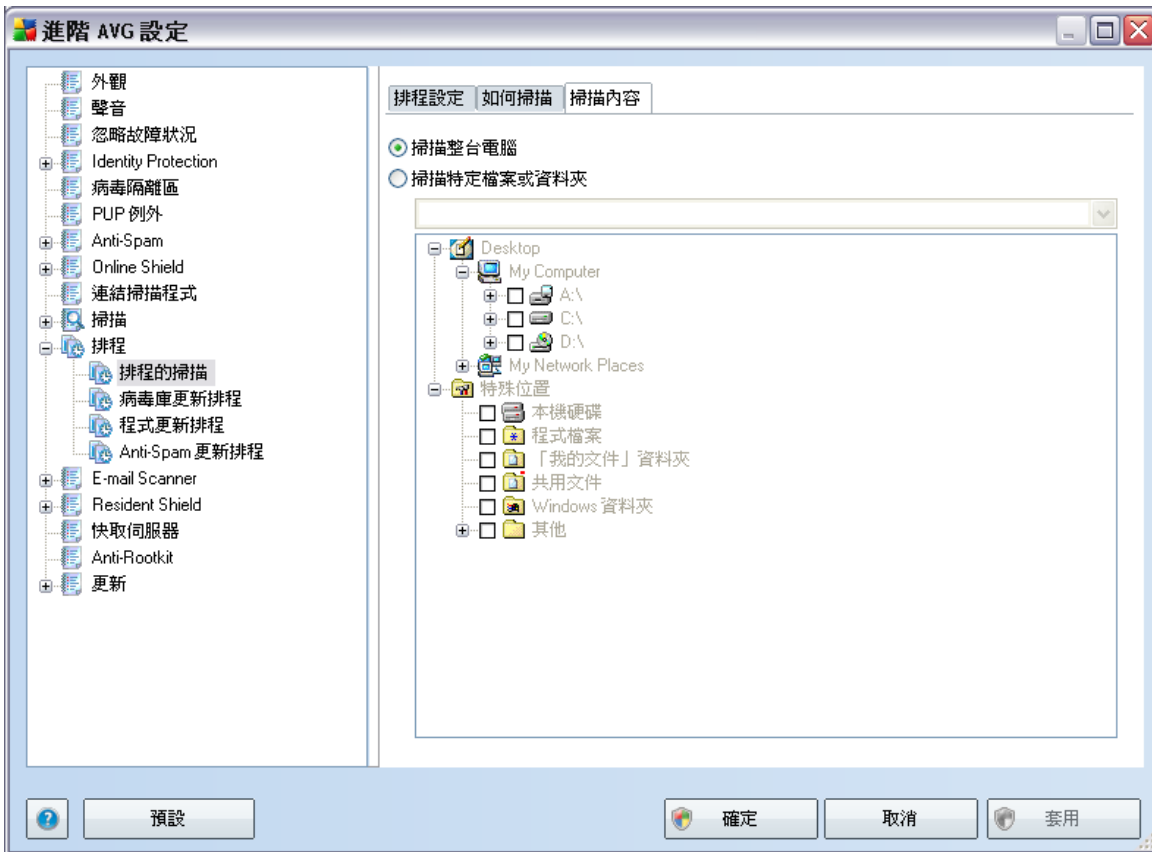 進階 AVG 設定
外觀
聲音
忽略故障狀況
Identity Protection
病毒隔離區
PUP 例外
Anti-Spam
Online Shield
連結掃描程式
掃描
排程
排程的掃描
病毒庫更新排程
程式更新排程
Anti-Spam 更新排程
E-mail Scanner
Resident Shield
快取伺服器
Anti-Rootkit
更新
排程設定 如何掃描 掃描內容
掃描整台電腦
掃描特定檔案或資料夾
Desktop
My Computer
A:\
C:\
D:\
My Network Places
特殊位置
本機硬碟
程式檔案
「我的文件」資料夾
共用文件
Windows 資料夾
其他
預設 確定 取消 套用